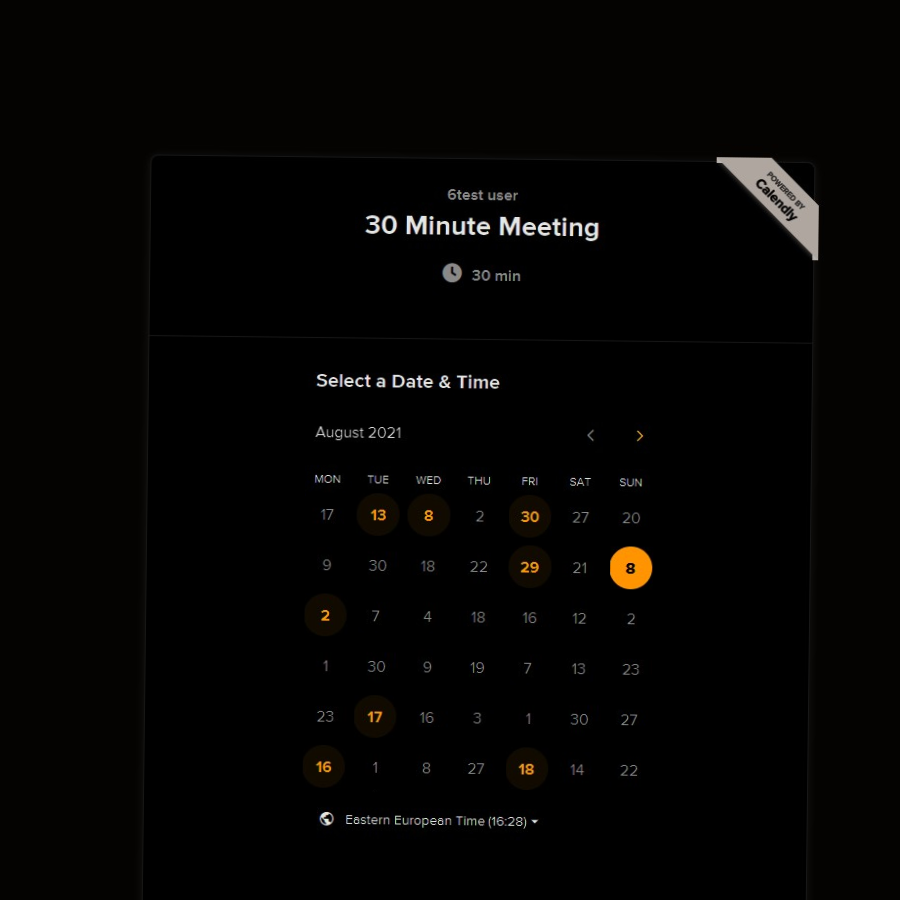 POWERED BY
Calendly
6test user
30 Minute Meeting
30 min
Select a Date & Time
August 2021
MON TUE WED THU FRI SAT SUN
17 13 8 2 30 27 20
9 30 18 22 29 21 8
2 7 4 18 16 12 2
1 30 9 19 7 13 23
23 17 16 3 1 30 27
16 1 8 27 18 14 22
Eastern European Time (16:28)